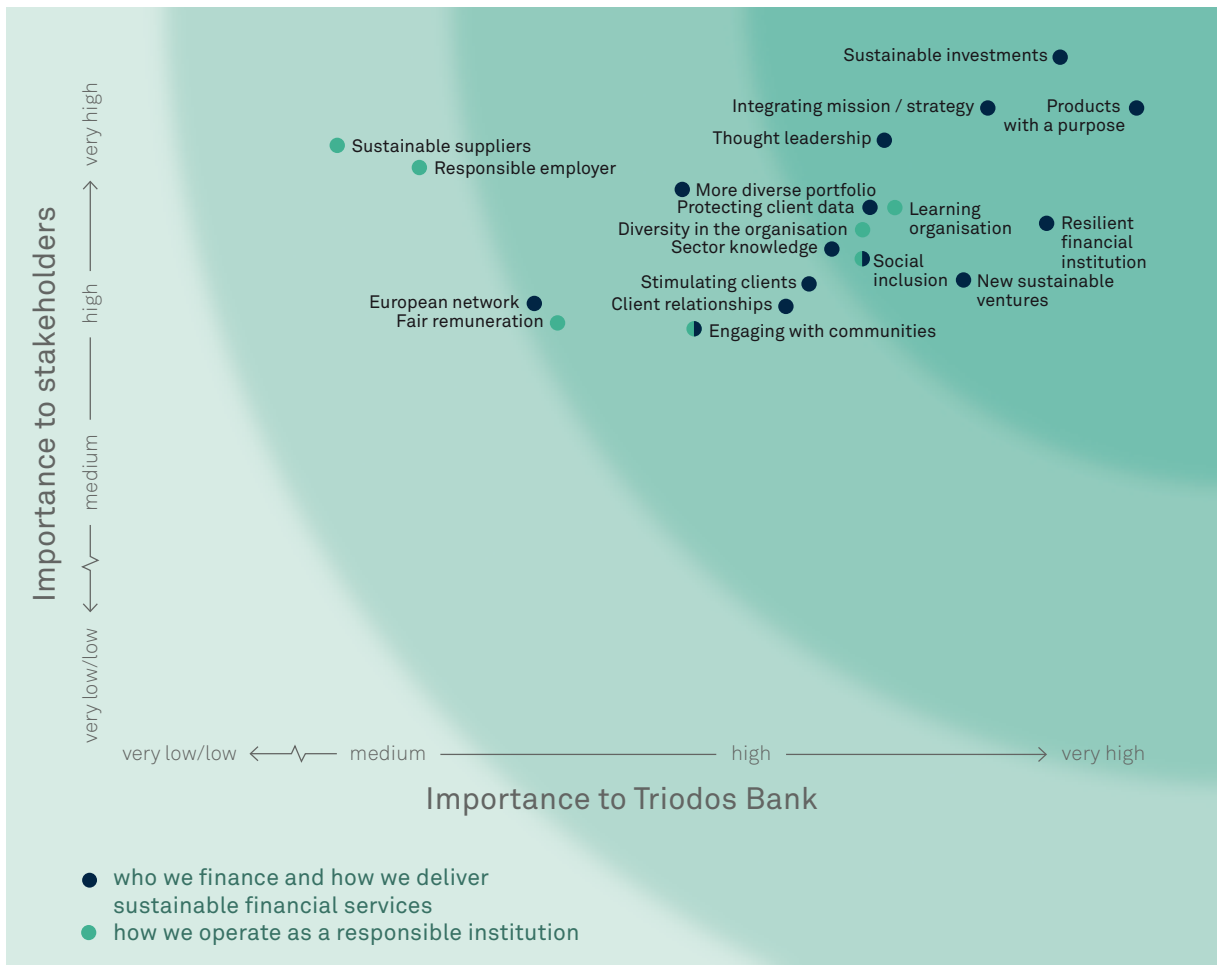 Sustainable investments
Integrating mission / strategy
Products
with a purpose
Thought leadership
Sustainable suppliers
Responsible employer
More diverse portfolio
Protecting client data
Learning
organisation
Diversity in the organisation
Resilient
financial
institution
Sector knowledge
Social
inclusion
New sustainable
ventures
Stimulating clients
European network
Client relationships
Fair remuneration
Engaging with communities
Importance to stakeholders
very high
high
medium
very low/low
very low/low
medium
high
very high
Importance to Triodos Bank
who we finance and how we deliver
sustainable financial services
how we operate as a responsible institution